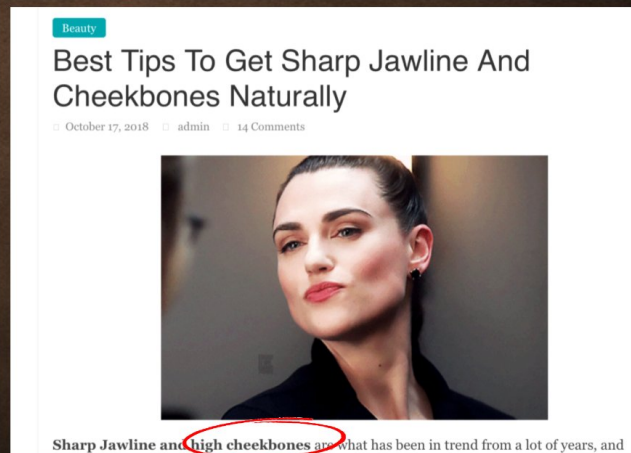 Beauty
Best Tips To Get Sharp Jawline And
Cheekbones Naturally
October 17, 2018 admin 14 Comments
Sharp Jawline and high cheekbones are what has been in trend from a lot of years, and